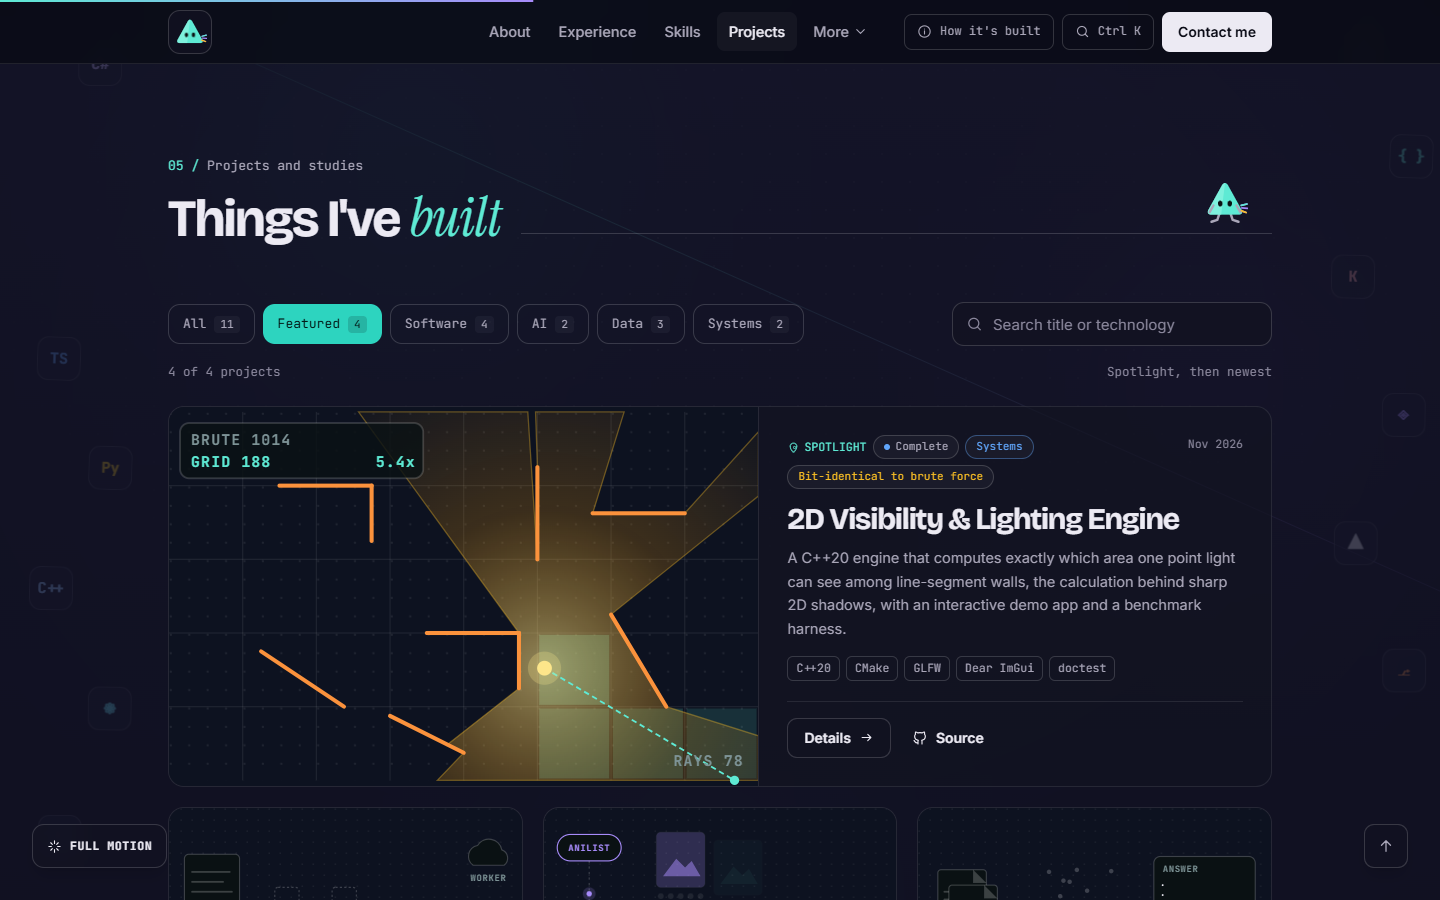 About
Experience
Skills
Projects
More
How it's built
Ctrl K
Contact me
C#
05 / Projects and studies
Things I've built
{ }
K
TS
Py
C++
All 11
Featured 4
Software 4
AI 2
Data 3
Systems 2
Search title or technology
4 of 4 projects
Spotlight, then newest
BRUTE 1014
GRID 188 5.4x
RAYS 78
SPOTLIGHT
Complete
Systems
Nov 2026
Bit-identical to brute force
2D Visibility & Lighting Engine
A C++20 engine that computes exactly which area one point light
can see among line-segment walls, the calculation behind sharp
2D shadows, with an interactive demo app and a benchmark
harness.
C++20
CMake
GLFW
Dear ImGui
doctest
Details
Source
FULL MOTION
WORKER
ANILIST
ANSWER